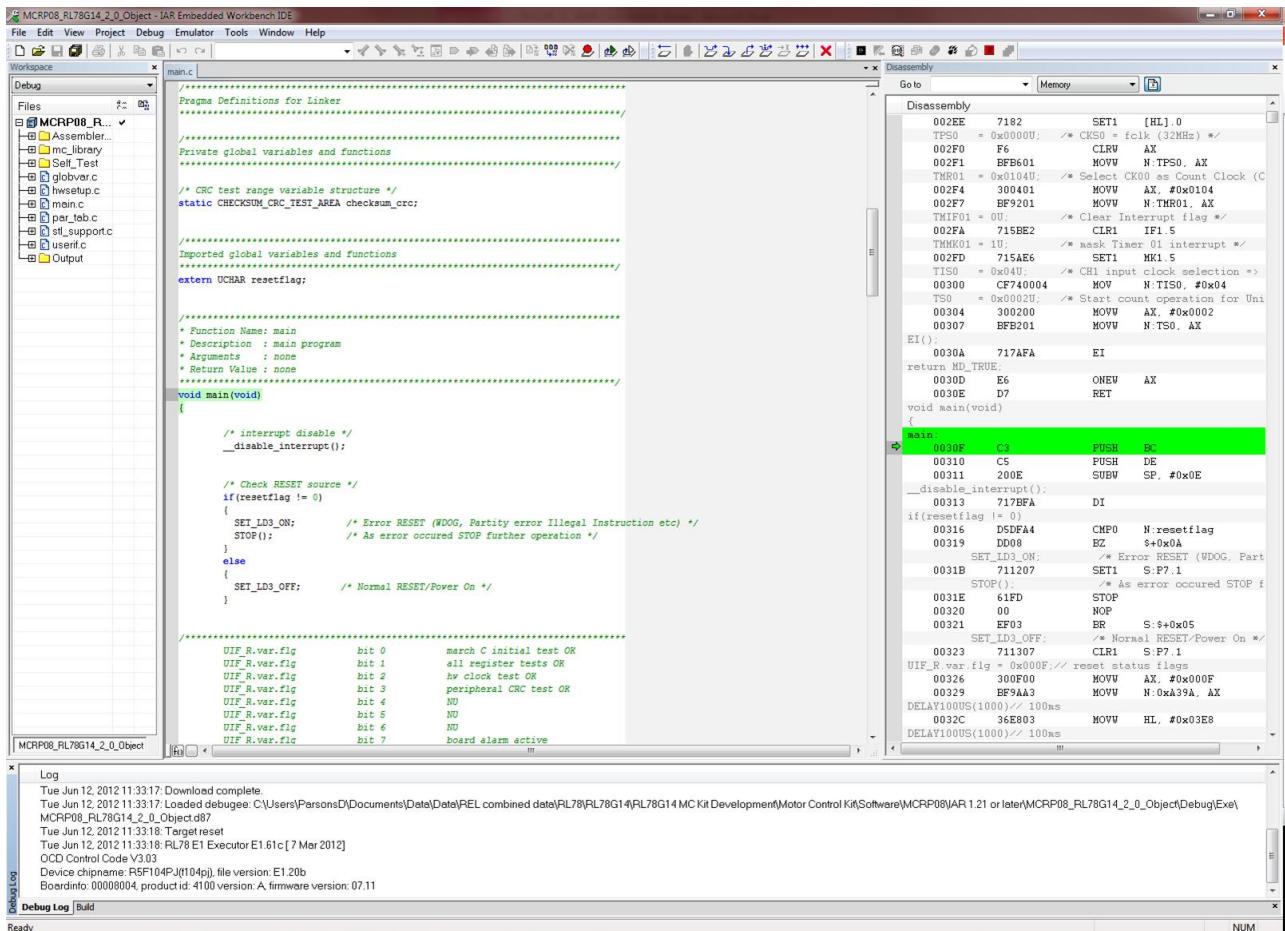 MCRP08_RL78G14_2_0_Object - IAR Embedded Workbench IDE
File Edit View Project Debug Emulator Tools Window Help
Workspace
Debug
Files
MCRP08_R...
Assembler...
mc_library
Self_Test
globvar.c
hwsetup.c
main.c
par_tab.c
stl_support.c
userif.c
Output
MCRP08_RL78G14_2_0_Object
main.c
/******************************************************************************
Pragma Definitions for Linker
******************************************************************************/
/******************************************************************************
Private global variables and functions
******************************************************************************/
/* CRC test range variable structure */
static CHECKSUM_CRC_TEST_AREA checksum_crc;
/******************************************************************************
Imported global variables and functions
******************************************************************************/
extern UCHAR resetflag;
/******************************************************************************
* Function Name: main
* Description : main program
* Arguments : none
* Return Value : none
******************************************************************************/
void main(void)
{
/* interrupt disable */
__disable_interrupt();
/* Check RESET source */
if(resetflag != 0)
{
SET_LD3_ON; /* Error RESET (WDOG, Partity error Illegal Instruction etc) */
STOP(); /* As error occured STOP further operation */
}
else
{
SET_LD3_OFF; /* Normal RESET/Power On */
}
/******************************************************************************
UIF_R.var.flg bit 0 march C initial test OK
UIF_R.var.flg bit 1 all register tests OK
UIF_R.var.flg bit 2 hw clock test OK
UIF_R.var.flg bit 3 peripheral CRC test OK
UIF_R.var.flg bit 4 NU
UIF_R.var.flg bit 5 NU
UIF_R.var.flg bit 6 NU
UIF_R.var.flg bit 7 board alarm active
Disassembly
Go to Memory
Disassembly
002EE 7182 SET1 [HL].0
TPS0 = 0x0000U; /* CKS0 = fclk (32MHz) */
002F0 F6 CLRW AX
002F1 BFB601 MOVW N:TPS0, AX
TMR01 = 0x0104U; /* Select CK00 as Count Clock (C
002F4 300401 MOVW AX, #0x0104
002F7 BF9201 MOVW N:TMR01, AX
TMIF01 = 0U; /* Clear Interrupt flag */
002FA 715BE2 CLR1 IF1.5
TMMK01 = 1U; /* mask Timer 01 interrupt */
002FD 715AE6 SET1 MK1.5
TIS0 = 0x04U; /* CH1 input clock selection =>
00300 CF740004 MOV N:TIS0, #0x04
TS0 = 0x0002U; /* Start count operation for Uni
00304 300200 MOVW AX, #0x0002
00307 BFB201 MOVW N:TS0, AX
EI();
0030A 717AFA EI
return MD_TRUE;
0030D E6 ONEW AX
0030E D7 RET
void main(void)
{
main:
0030F C3 PUSH BC
00310 C5 PUSH DE
00311 200E SUBW SP, #0x0E
__disable_interrupt();
00313 717BFA DI
if(resetflag != 0)
00316 D5DFA4 CMP0 N:resetflag
00319 DD08 BZ $+0x0A
SET_LD3_ON; /* Error RESET (WDOG, Part
0031B 711207 SET1 S:P7.1
STOP(); /* As error occured STOP f
0031E 61FD STOP
00320 00 NOP
00321 EF03 BR S:$+0x05
SET_LD3_OFF; /* Normal RESET/Power On */
00323 711307 CLR1 S:P7.1
UIF_R.var.flg = 0x000F;// reset status flags
00326 300F00 MOVW AX, #0x000F
00329 BF9AA3 MOVW N:0xA39A, AX
DELAY100US(1000)// 100ms
0032C 36E803 MOVW HL, #0x03E8
DELAY100US(1000)// 100ms
Log
Tue Jun 12, 2012 11:33:17: Download complete.
Tue Jun 12, 2012 11:33:17: Loaded debugee: C:\Users\ParsonsD\Documents\Data\Data\REL combined data\RL78\RL78G14\RL78G14 MC Kit Development\Motor Control Kit\Software\MCRP08\IAR 1.21 or later\MCRP08_RL78G14_2_0_Object\Debug\Exe\
MCRP08_RL78G14_2_0_Object.d87
Tue Jun 12, 2012 11:33:18: Target reset
Tue Jun 12, 2012 11:33:18: RL78 E1 Executor E1.61c [ 7 Mar 2012]
OCD Control Code V3.03
Device chipname: R5F104PJ(f104pj), file version: E1.20b
Boardinfo: 00008004, product id: 4100 version: A, firmware version: 07.11
Debug Log
Debug Log Build
Ready NUM